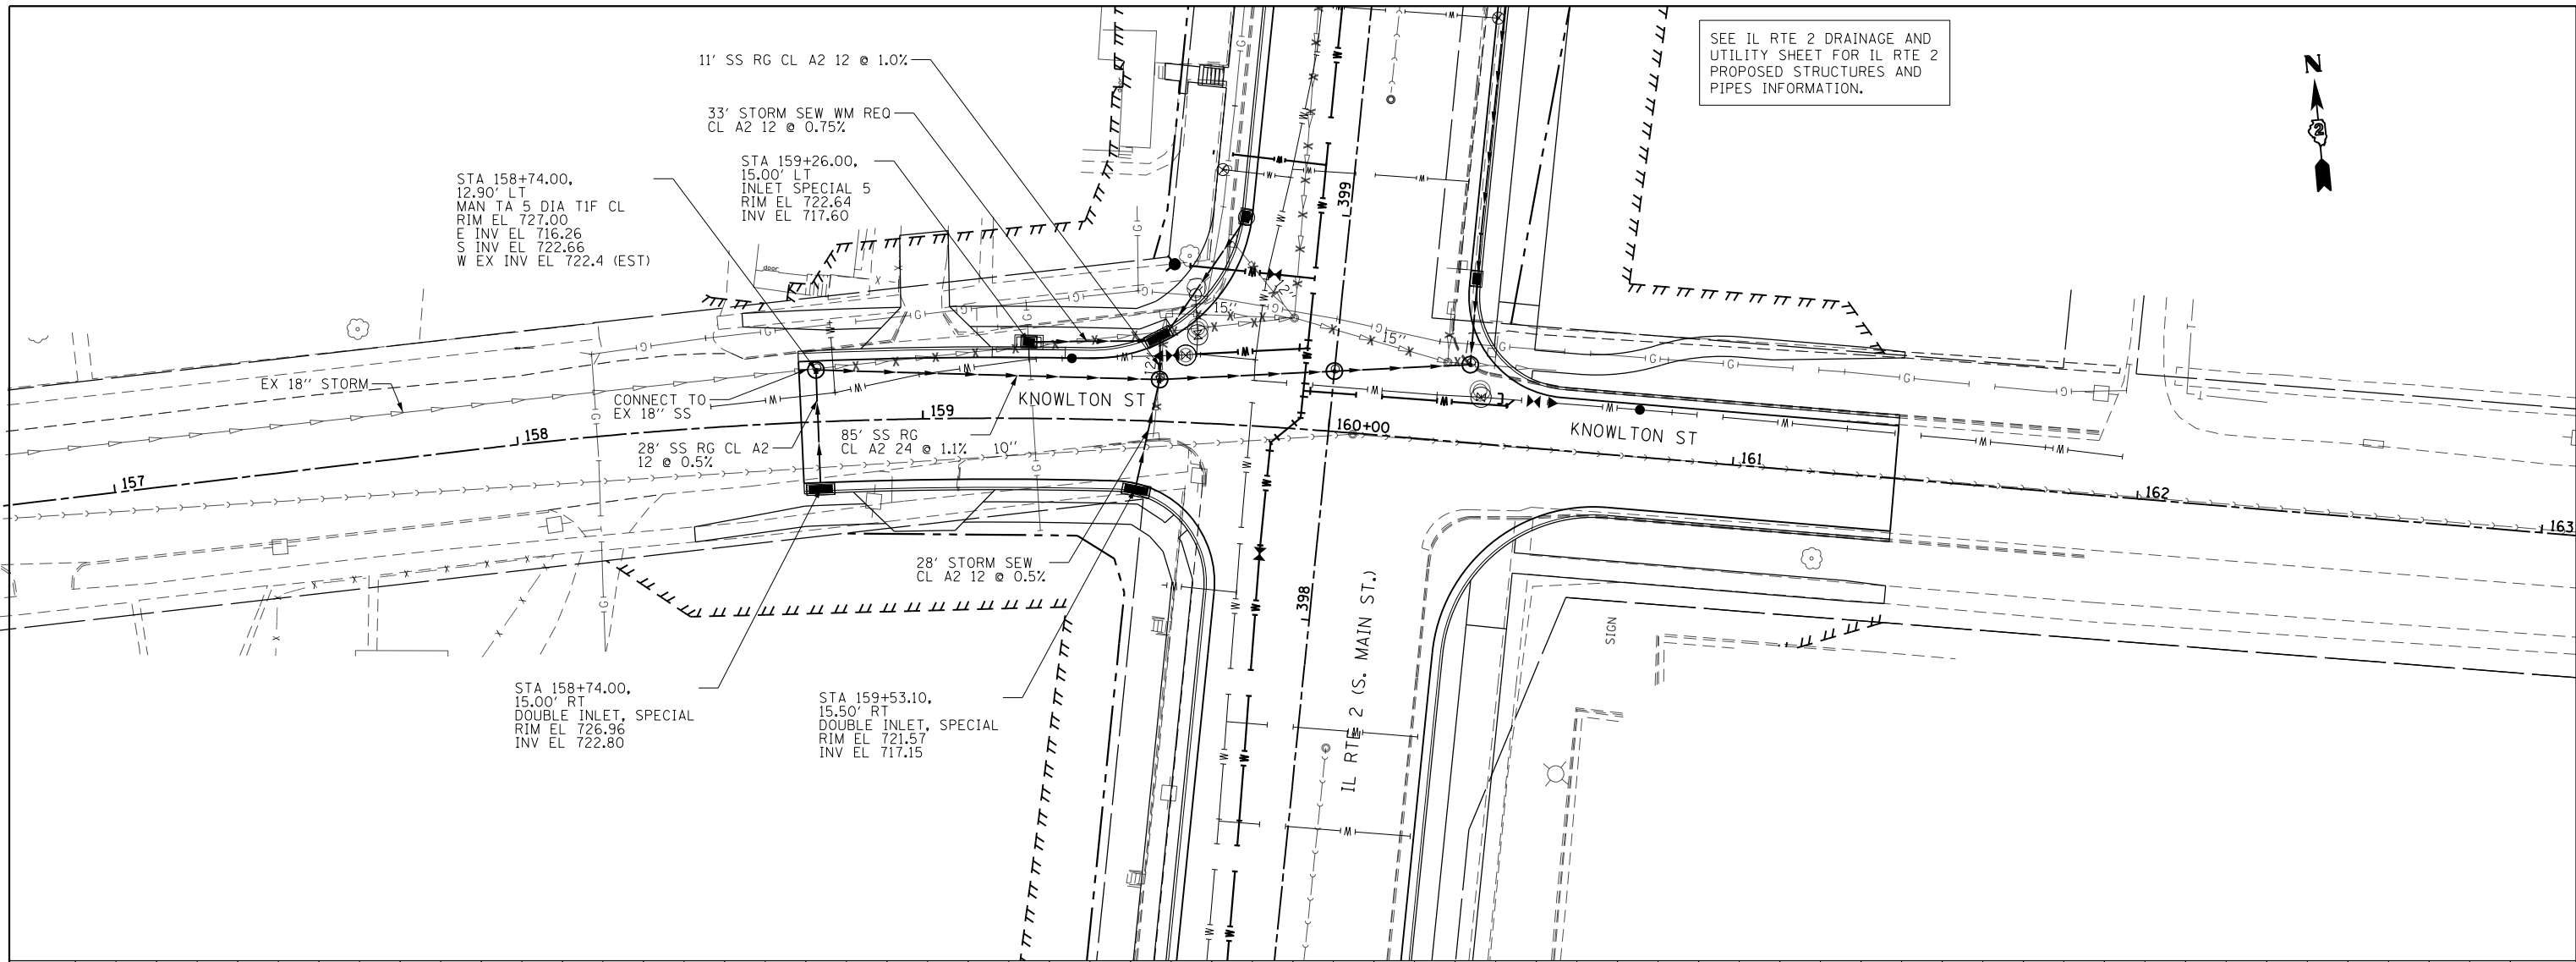 SEE IL RTE 2 DRAINAGE AND
UTILITY SHEET FOR IL RTE 2
PROPOSED STRUCTURES AND
PIPES INFORMATION.
N
2
11' SS RG CL A2 12 @ 1.0%
33' STORM SEW WM REQ
CL A2 12 @ 0.75%
STA 159+26.00,
15.00' LT
INLET SPECIAL 5
RIM EL 722.64
INV EL 717.60
STA 158+74.00,
12.90' LT
MAN TA 5 DIA T1F CL
RIM EL 727.00
E INV EL 716.26
S INV EL 722.66
W EX INV EL 722.4 (EST)
399
door
15"
12"
15"
EX 18" STORM
CONNECT TO
EX 18" SS
KNOWLTON ST
KNOWLTON ST
157
158
159
160+00
161
162
163
28' SS RG CL A2
12 @ 0.5%
85' SS RG
CL A2 24 @ 1.1%
10"
28' STORM SEW
CL A2 12 @ 0.5%
398
IL RTE 2 (S. MAIN ST.)
SIGN
STA 158+74.00,
15.00' RT
DOUBLE INLET, SPECIAL
RIM EL 726.96
INV EL 722.80
STA 159+53.10,
15.50' RT
DOUBLE INLET, SPECIAL
RIM EL 721.57
INV EL 717.15